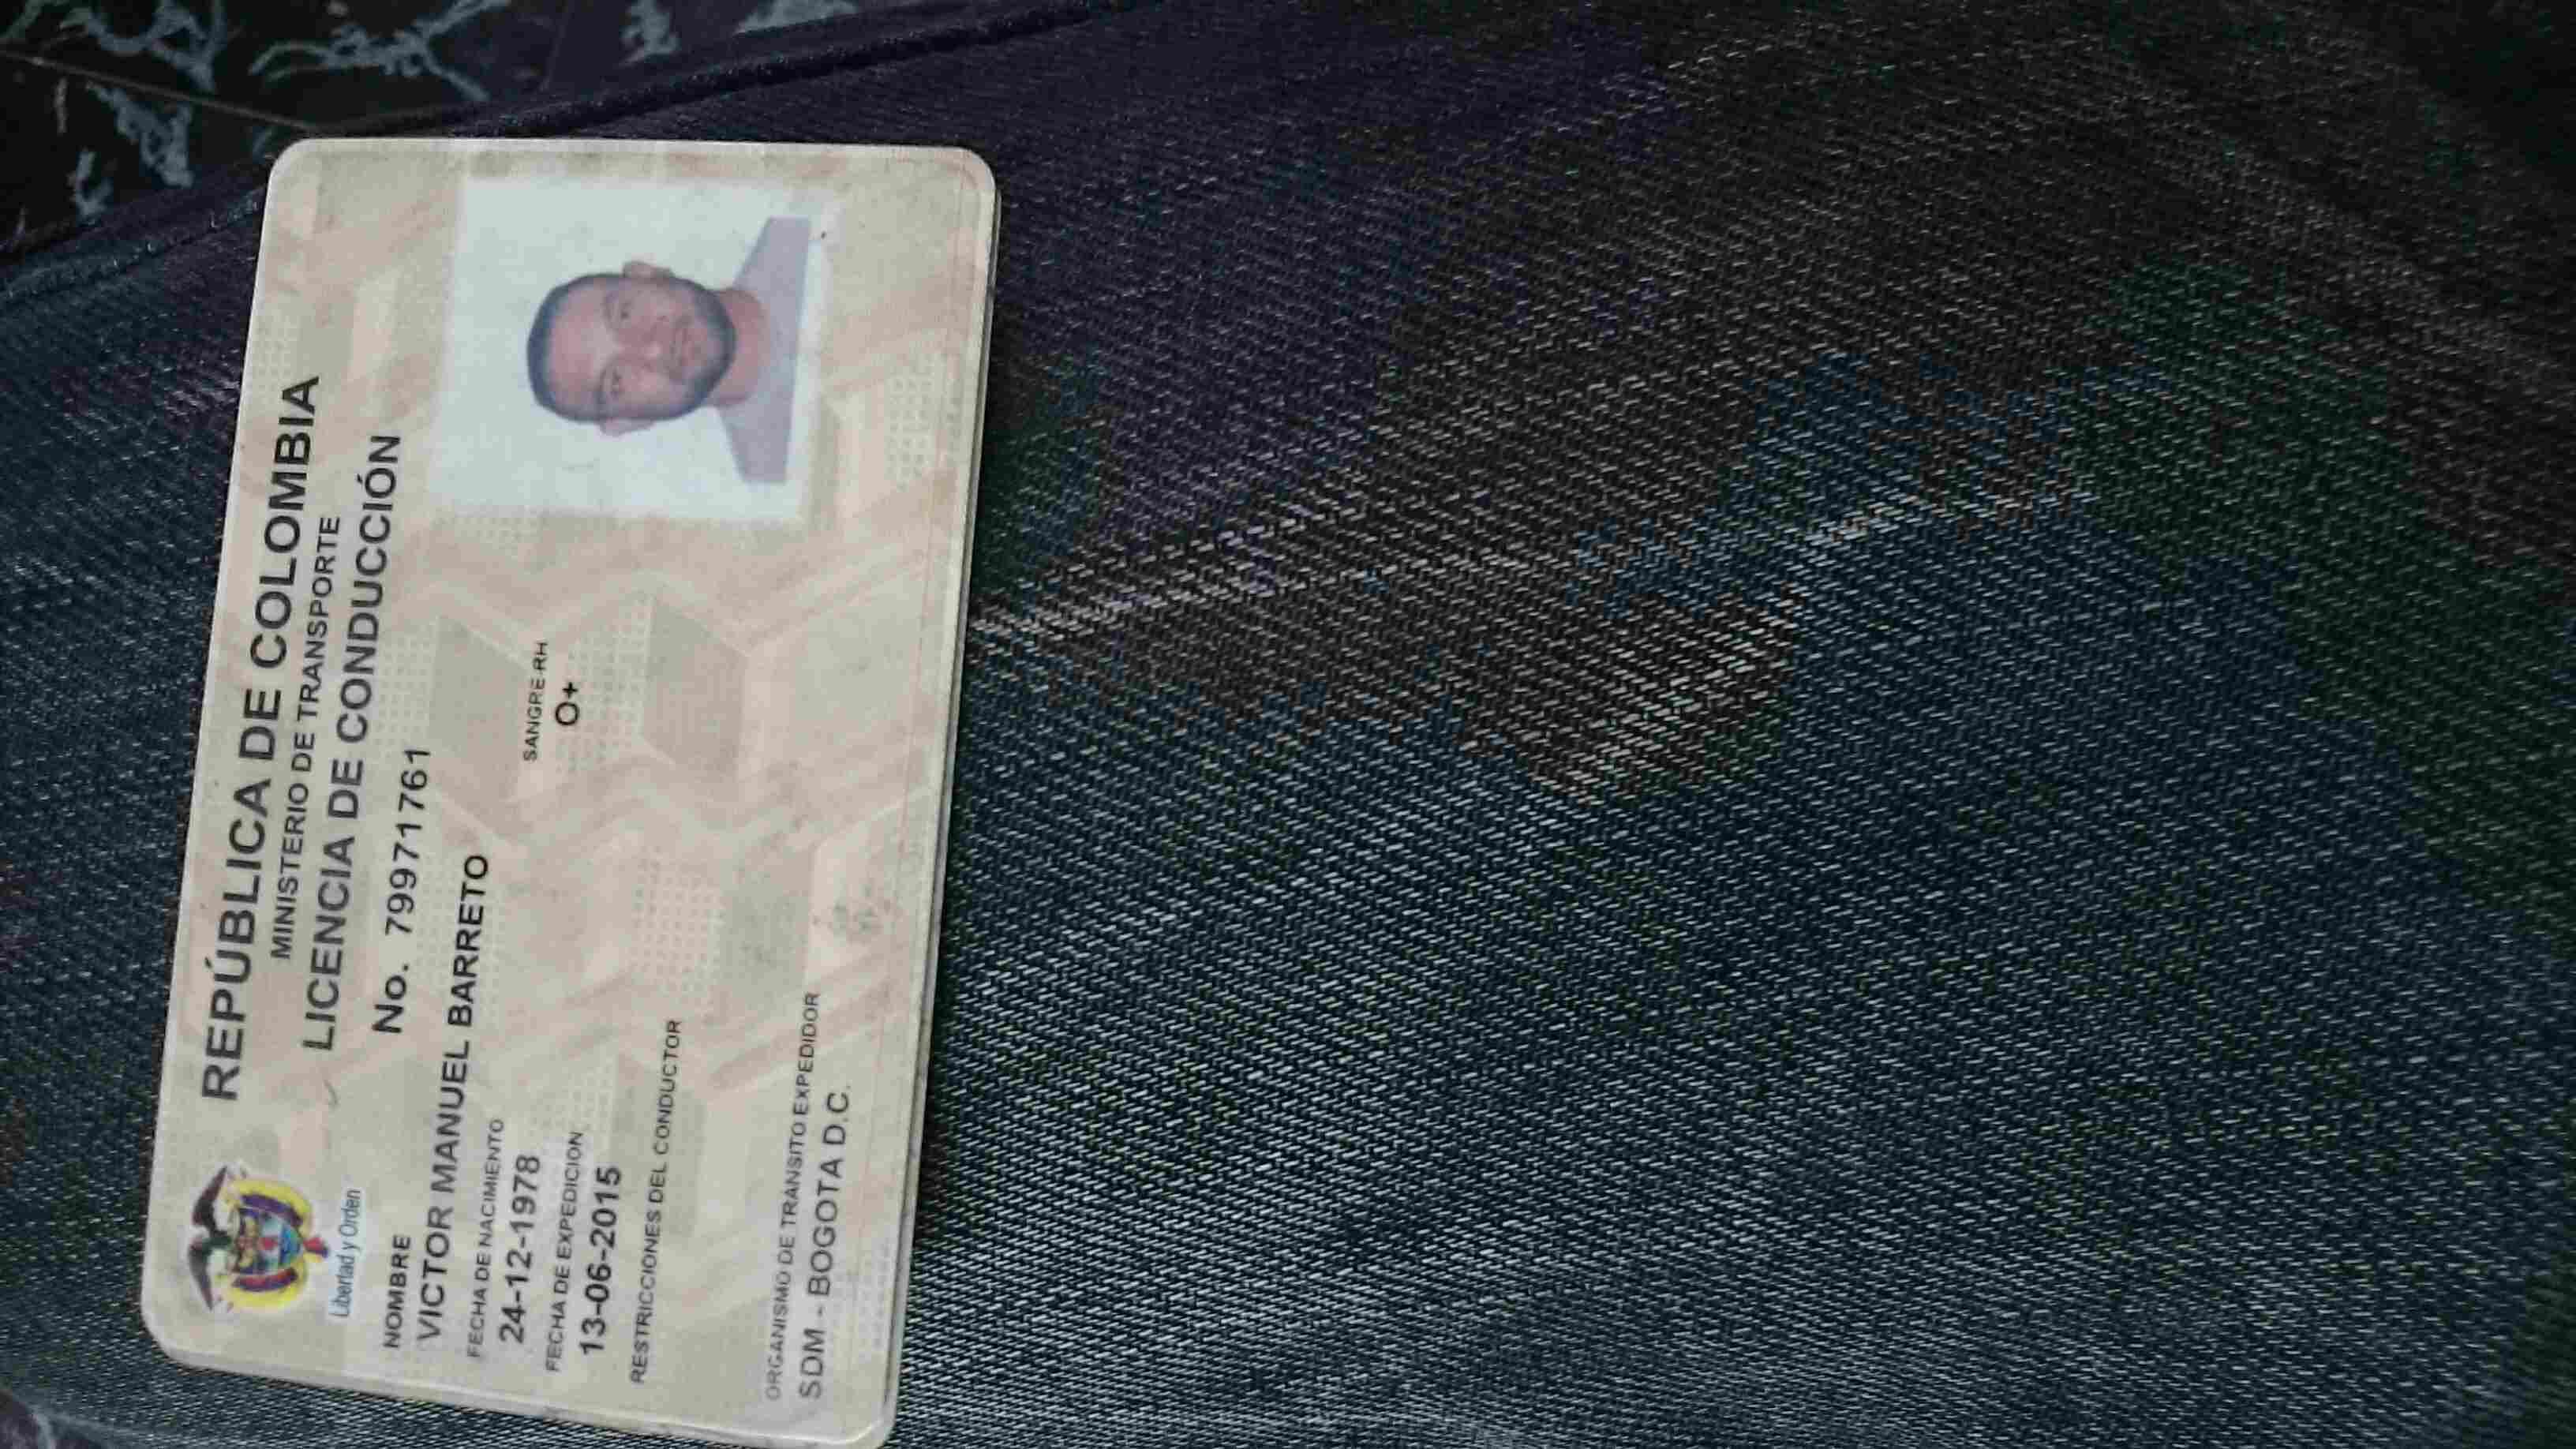 REPÚBLICA DE COLOMBIA
MINISTERIO DE TRANSPORTE
LICENCIA DE CONDUCCIÓN
Libertad y Orden
No. 79971761
NOMBRE
VICTOR MANUEL BARRETO
FECHA DE NACIMIENTO
24-12-1978
SANGRE-RH
O+
FECHA DE EXPEDICION
13-06-2015
RESTRICCIONES DEL CONDUCTOR
ORGANISMO DE TRANSITO EXPEDIDOR
SDM - BOGOTA D.C.